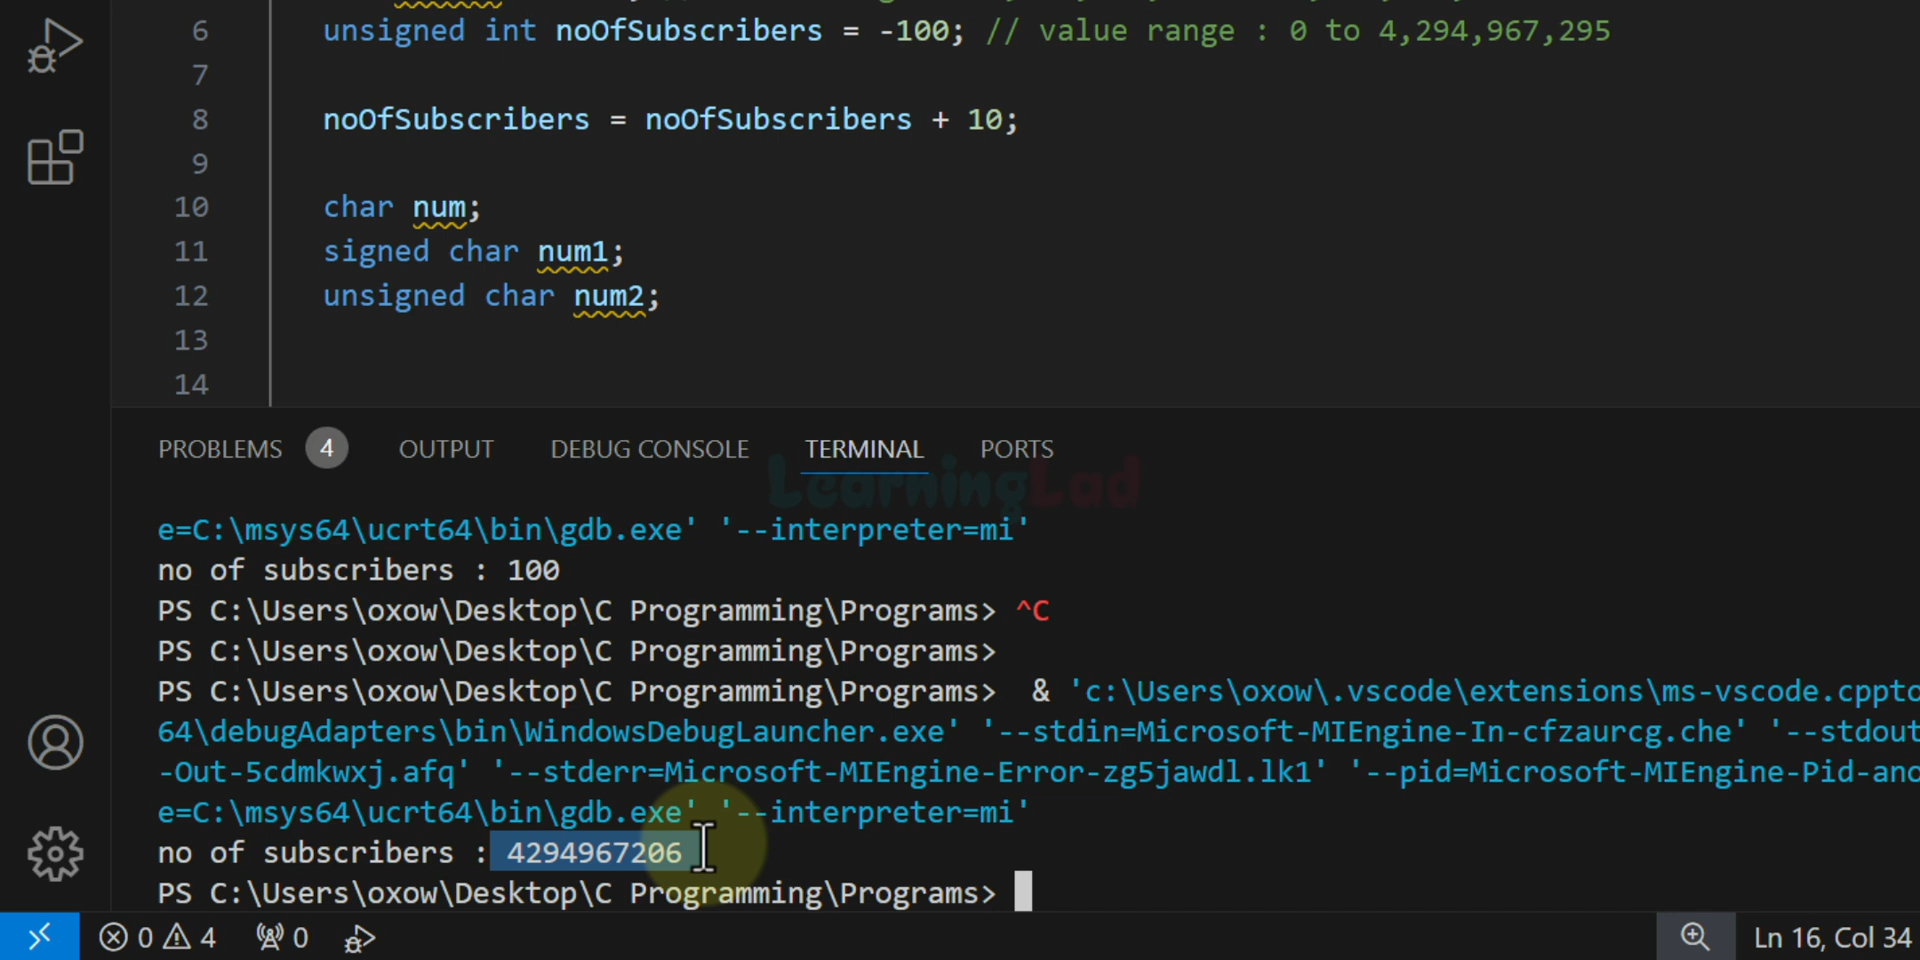 6 unsigned int noOfSubscribers = -100; // value range : 0 to 4,294,967,295
7
8 noOfSubscribers = noOfSubscribers + 10;
9
10 char num;
11 signed char num1;
12 unsigned char num2;
13
14
PROBLEMS 4 OUTPUT DEBUG CONSOLE TERMINAL PORTS
LearningLad
e=C:\msys64\ucrt64\bin\gdb.exe' '--interpreter=mi'
no of subscribers : 100
PS C:\Users\oxow\Desktop\C Programming\Programs> ^C
PS C:\Users\oxow\Desktop\C Programming\Programs>
PS C:\Users\oxow\Desktop\C Programming\Programs> & 'c:\Users\oxow\.vscode\extensions\ms-vscode.cppto
64\debugAdapters\bin\WindowsDebugLauncher.exe' '--stdin=Microsoft-MIEngine-In-cfzaurcg.che' '--stdout
-Out-5cdmkwxj.afq' '--stderr=Microsoft-MIEngine-Error-zg5jawdl.lk1' '--pid=Microsoft-MIEngine-Pid-ano
e=C:\msys64\ucrt64\bin\gdb.exe' '--interpreter=mi'
no of subscribers : 4294967206
PS C:\Users\oxow\Desktop\C Programming\Programs>
0 4 0 Ln 16, Col 34